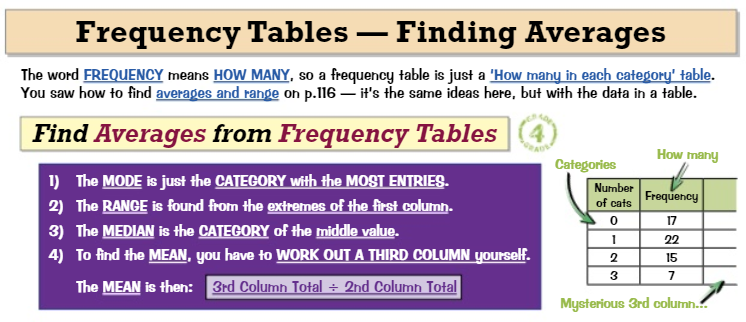 Frequency Tables — Finding Averages
The word FREQUENCY means HOW MANY, so a frequency table is just a 'How many in each category' table.
You saw how to find averages and range on p.116 — it's the same ideas here, but with the data in a table.
Find Averages from Frequency Tables
GRADE 4 GRADE
1) The MODE is just the CATEGORY with the MOST ENTRIES.
2) The RANGE is found from the extremes of the first column.
3) The MEDIAN is the CATEGORY of the middle value.
4) To find the MEAN, you have to WORK OUT A THIRD COLUMN yourself.
The MEAN is then: 3rd Column Total ÷ 2nd Column Total
Categories
How many
Number of cats Frequency
0 17
1 22
2 15
3 7
Mysterious 3rd column...